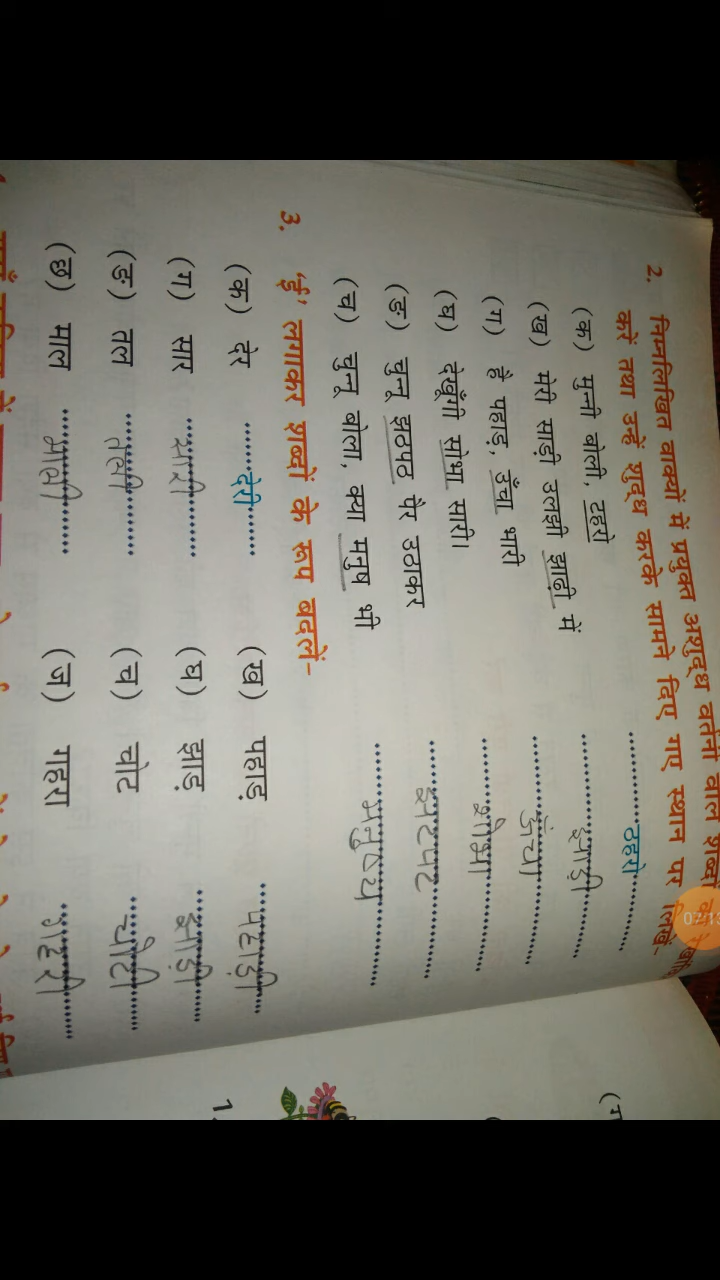 2. निम्नलिखित वाक्यों में प्रयुक्त अशुद्ध वर्तनी वाले शब्दों को
करें तथा उन्हें शुद्ध करके सामने दिए गए स्थान पर लिखें-
(क) मुन्नी बोली, टहरो ठहरो
(ख) मेरी साड़ी उलझी झाढ़ी में झाड़ी
(ग) है पहाड़, उँचा भारी ऊँचा
(घ) देखूँगी सोभा सारी। शोभा
(ङ) चुन्नू झठपठ पैर उठाकर झटपट
(च) चुन्नू बोला, क्या मनुष भी मनुष्य
3. 'ई' लगाकर शब्दों के रूप बदलें-
(क) देर देरी (ख) पहाड़ पहाड़ी
(ग) सार सारी (घ) झाड़ झाड़ी
(ङ) तल तली (च) चोट चोटी
(छ) माल माली (ज) गहरा गहरी